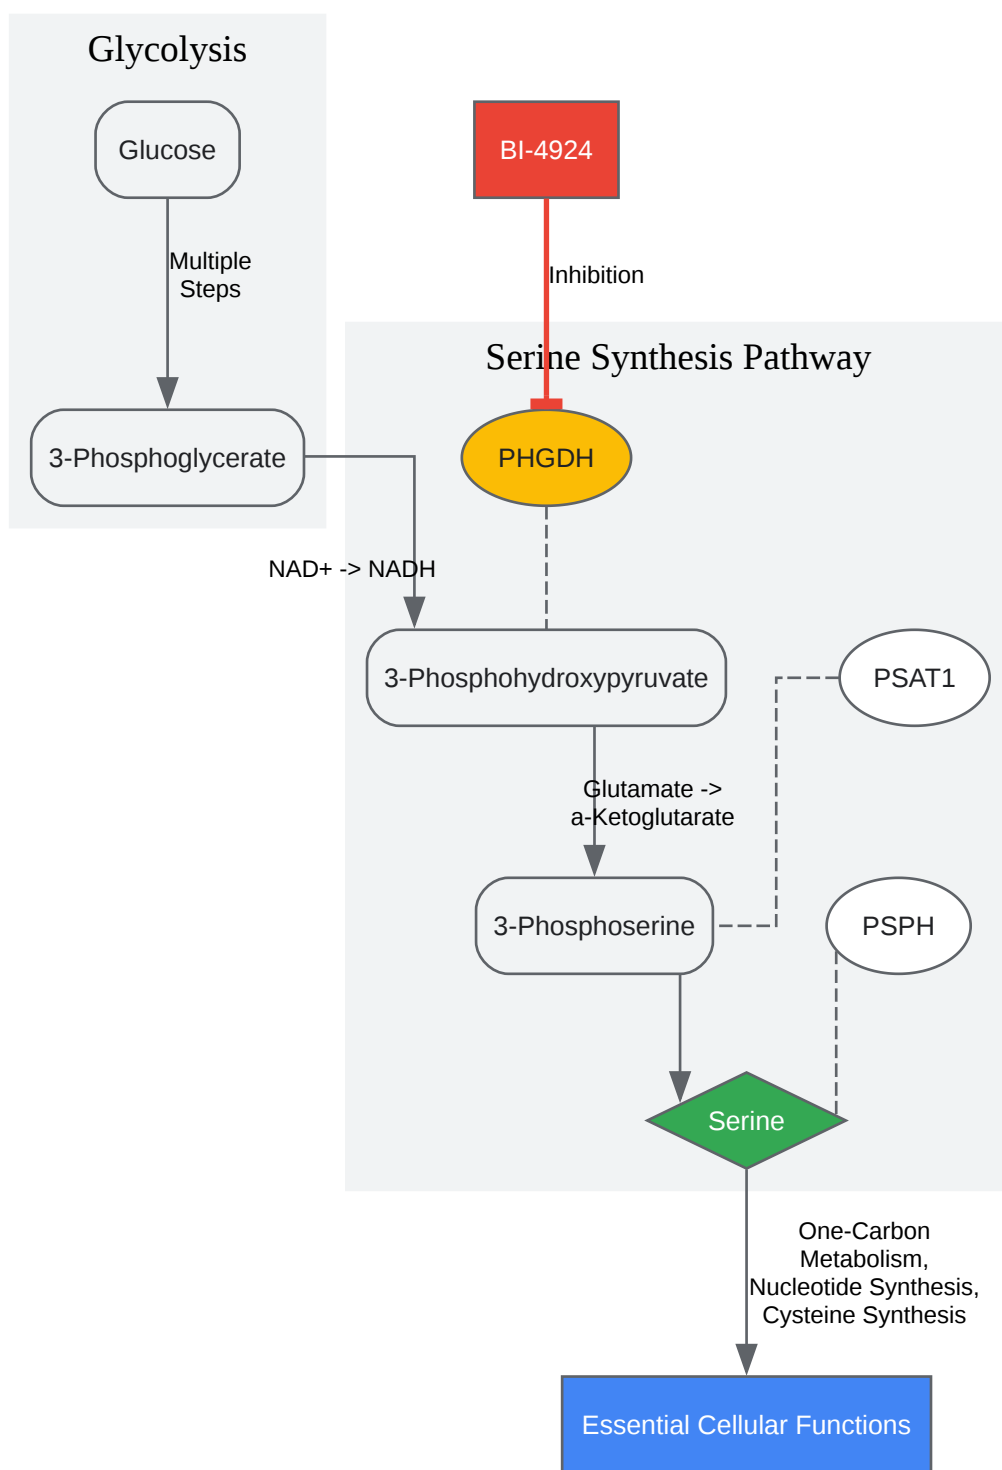 Glycolysis
Glucose
BI-4924
Multiple
Steps
Inhibition
Serine Synthesis Pathway
3-Phosphoglycerate
PHGDH
NAD+ -> NADH
3-Phosphohydroxypyruvate
PSAT1
Glutamate ->
a-Ketoglutarate
3-Phosphoserine
PSPH
Serine
One-Carbon
Metabolism,
Nucleotide Synthesis,
Cysteine Synthesis
Essential Cellular Functions